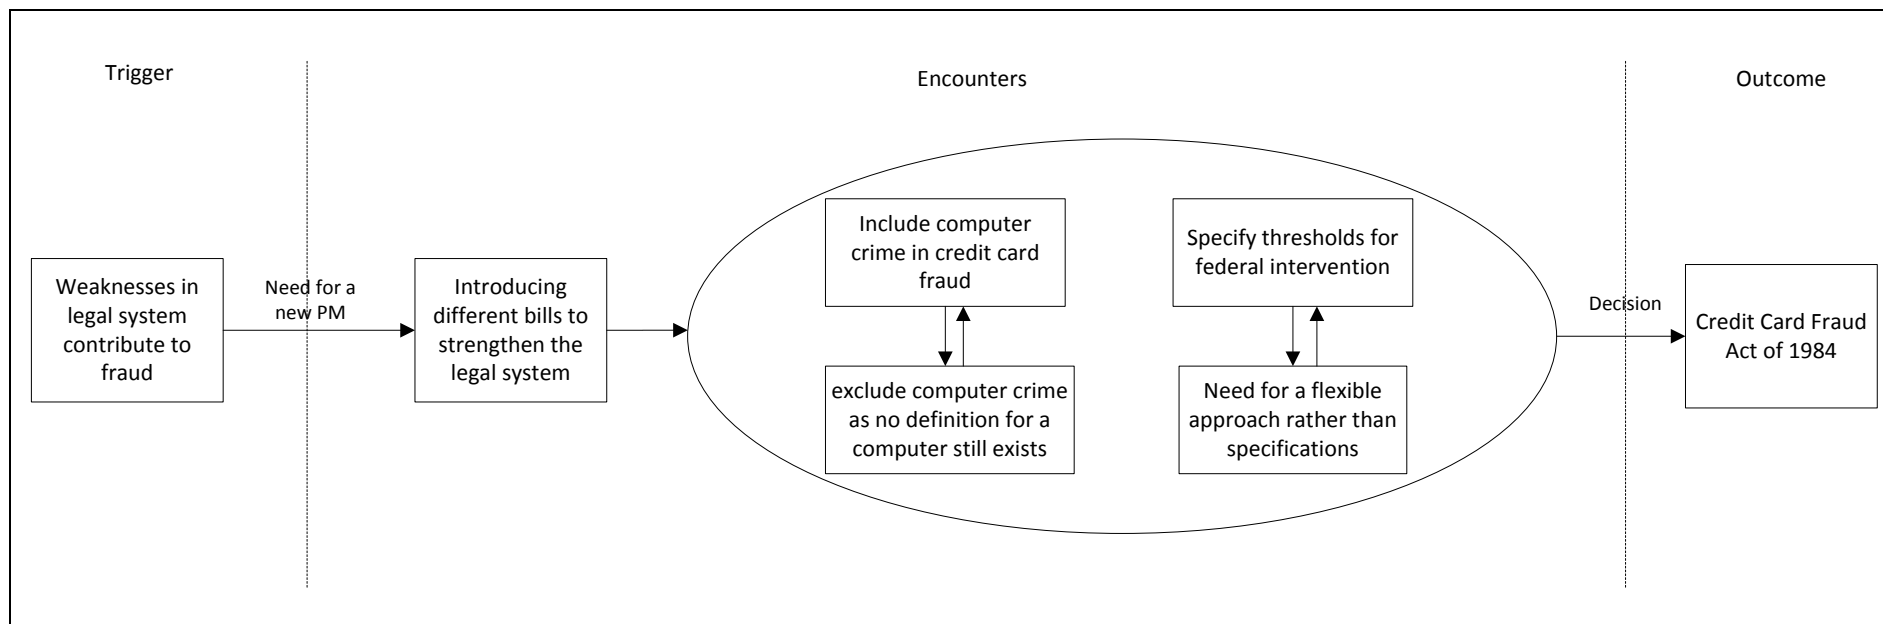 Trigger
Encounters
Outcome
Weaknesses in
legal system
contribute to
fraud
Need for a
new PM
Introducing
different bills to
strengthen the
legal system
Include computer
crime in credit card
fraud
exclude computer crime
as no definition for a
computer still exists
Specify thresholds for
federal intervention
Need for a flexible
approach rather than
specifications
Decision
Credit Card Fraud
Act of 1984